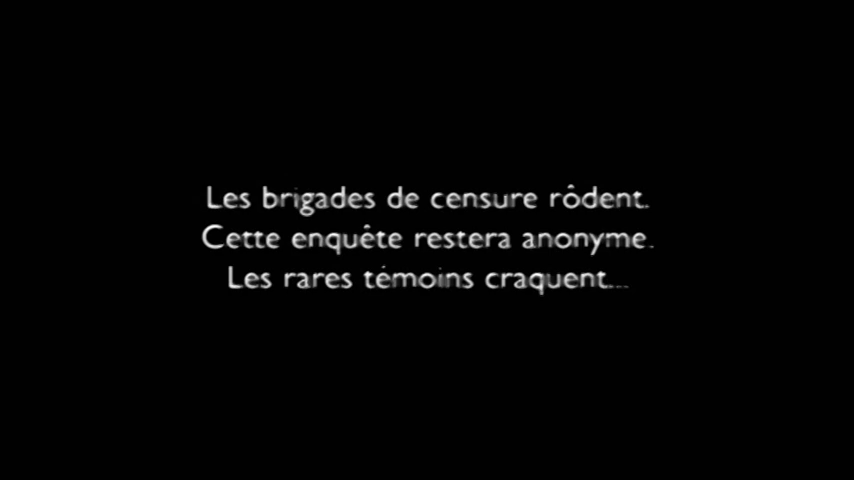 Les brigades de censure rôdent.
Cette enquête restera anonyme.
Les rares témoins craquent...